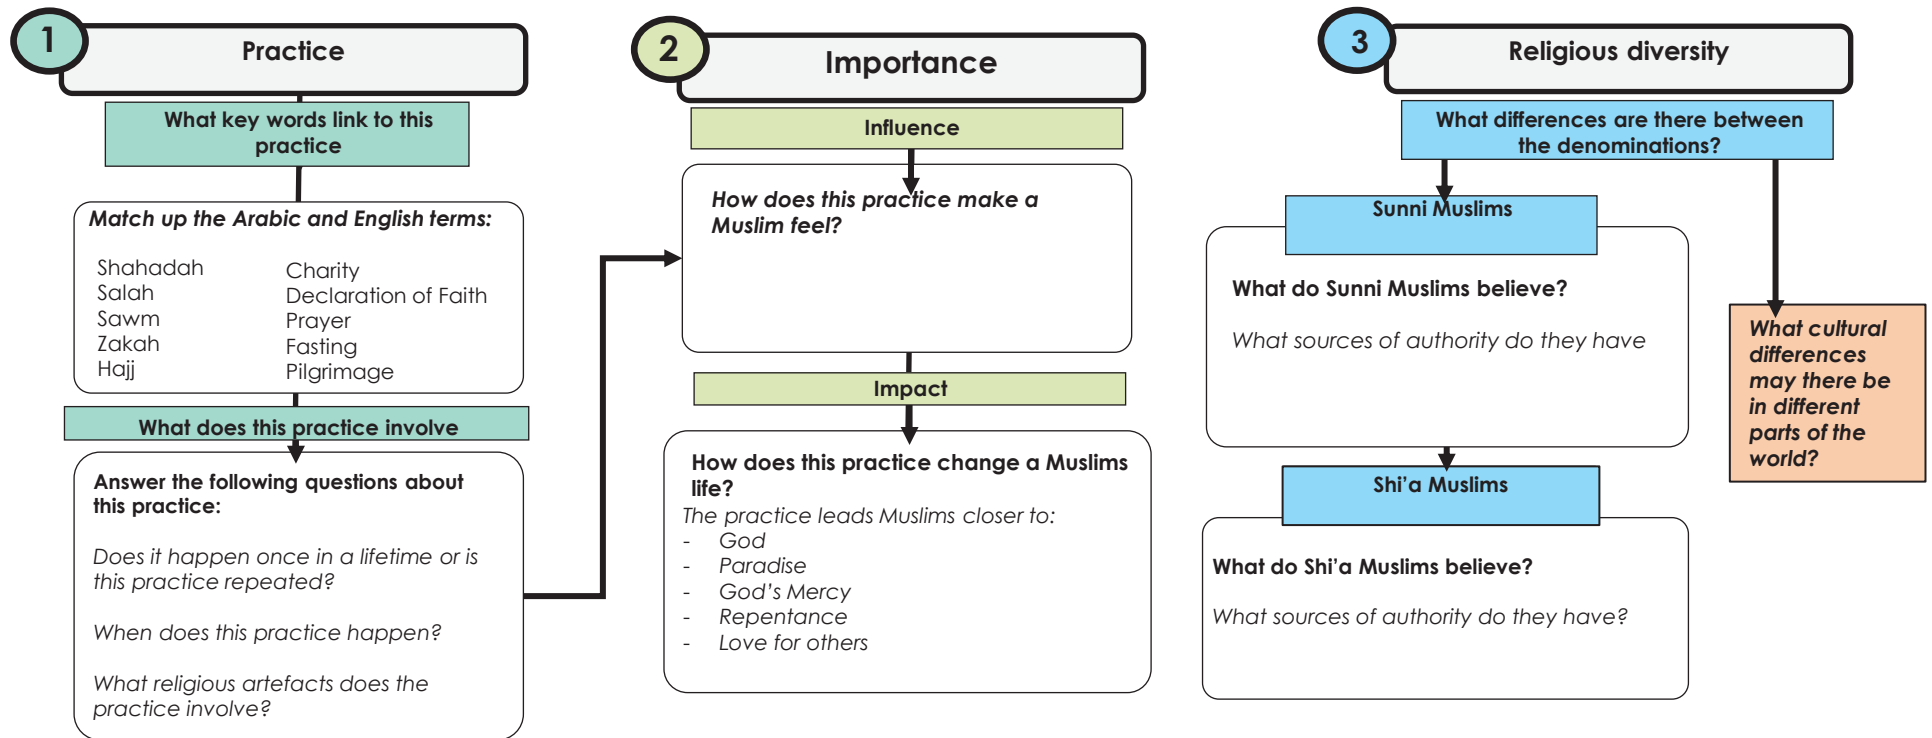 1
Practice
What key words link to this
practice
Match up the Arabic and English terms:
Shahadah
Salah
Sawm
Zakah
Hajj
Charity
Declaration of Faith
Prayer
Fasting
Pilgrimage
What does this practice involve
Answer the following questions about
this practice:
Does it happen once in a lifetime or is
this practice repeated?
When does this practice happen?
What religious artefacts does the
practice involve?
2
Importance
Influence
How does this practice make a
Muslim feel?
Impact
How does this practice change a Muslims
life?
The practice leads Muslims closer to:
- God
- Paradise
- God's Mercy
- Repentance
- Love for others
3
Religious diversity
What differences are there between
the denominations?
Sunni Muslims
What do Sunni Muslims believe?
What sources of authority do they have
Shi'a Muslims
What do Shi'a Muslims believe?
What sources of authority do they have?
What cultural
differences
may there be
in different
parts of the
world?